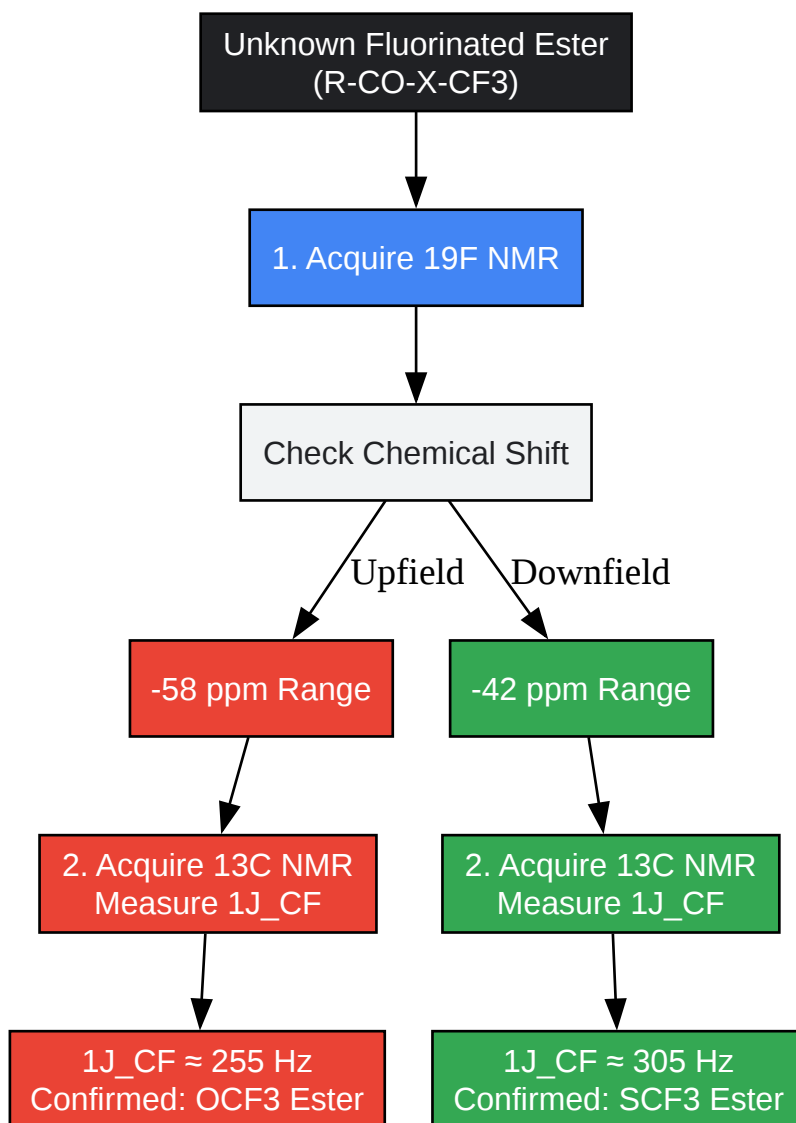 Unknown Fluorinated Ester
(R-CO-X-CF3)
1. Acquire 19F NMR
Check Chemical Shift
Upfield
Downfield
-58 ppm Range
-42 ppm Range
2. Acquire 13C NMR
Measure 1J_CF
2. Acquire 13C NMR
Measure 1J_CF
1J_CF ≈ 255 Hz
Confirmed: OCF3 Ester
1J_CF ≈ 305 Hz
Confirmed: SCF3 Ester